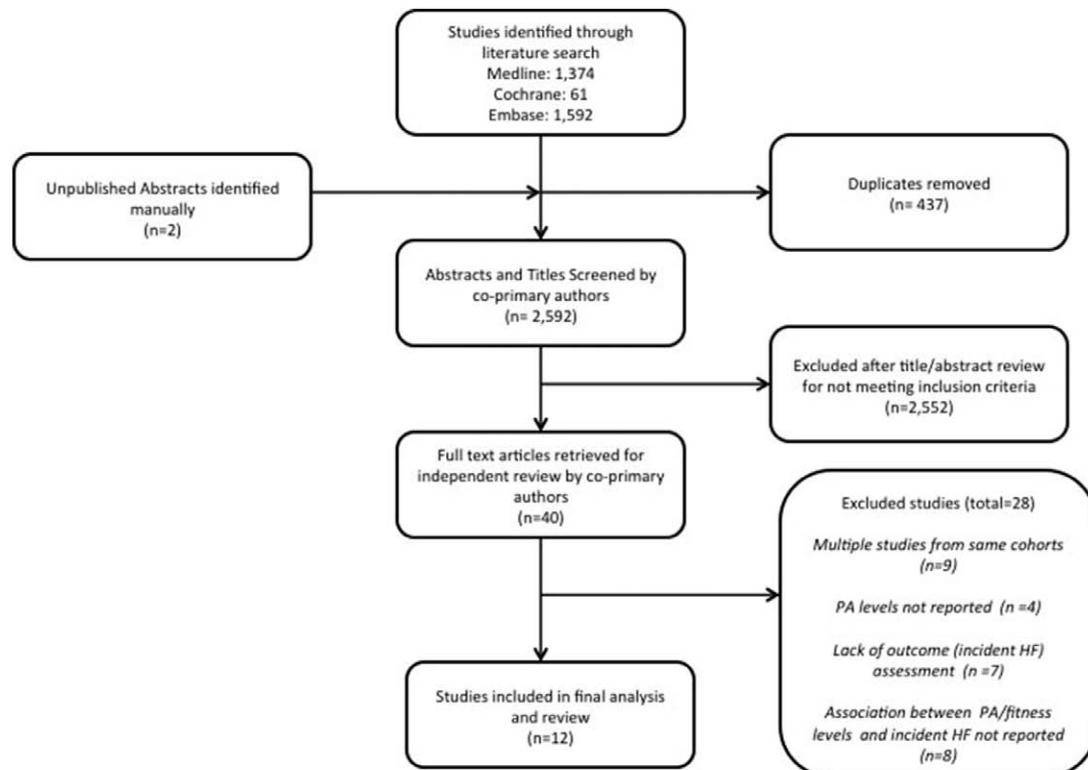 Studies identified through
literature search
Medline: 1,374
Cochrane: 61
Embase: 1,592
Unpublished Abstracts identified
manually
(n=2)
Duplicates removed
(n= 437)
Abstracts and Titles Screened by
co-primary authors
(n= 2,592)
Excluded after title/abstract review
for not meeting inclusion criteria
(n=2,552)
Full text articles retrieved for
independent review by co-primary
authors
(n=40)
Excluded studies (total=28)
Multiple studies from same cohorts
(n=9)
PA levels not reported (n =4)
Lack of outcome (incident HF)
assessment (n =7)
Association between PA/fitness
levels and incident HF not reported
(n=8)
Studies included in final analysis
and review
(n=12)